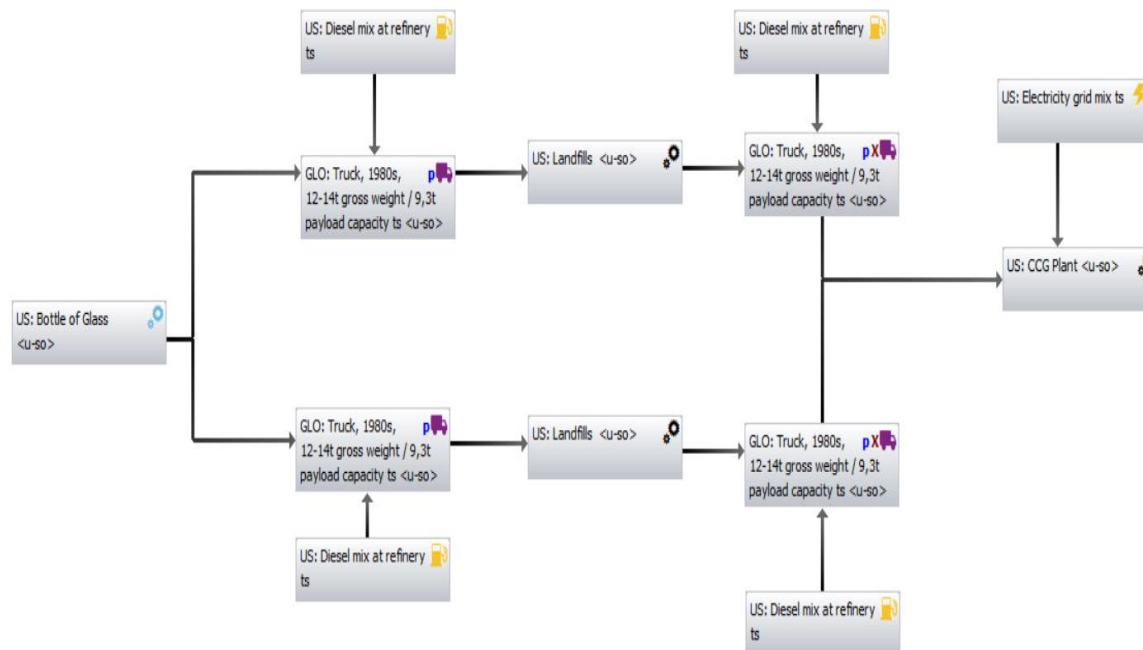 US: Diesel mix at refinery
ts
US: Diesel mix at refinery
ts
US: Electricity grid mix ts
GLO: Truck, 1980s, p
12-14t gross weight / 9,3t
payload capacity ts <u-so>
US: Landfills <u-so>
GLO: Truck, 1980s, p X
12-14t gross weight / 9,3t
payload capacity ts <u-so>
US: CCG Plant <u-so>
US: Bottle of Glass
<u-so>
GLO: Truck, 1980s, p
12-14t gross weight / 9,3t
payload capacity ts <u-so>
US: Landfills <u-so>
GLO: Truck, 1980s, p X
12-14t gross weight / 9,3t
payload capacity ts <u-so>
US: Diesel mix at refinery
ts
US: Diesel mix at refinery
ts